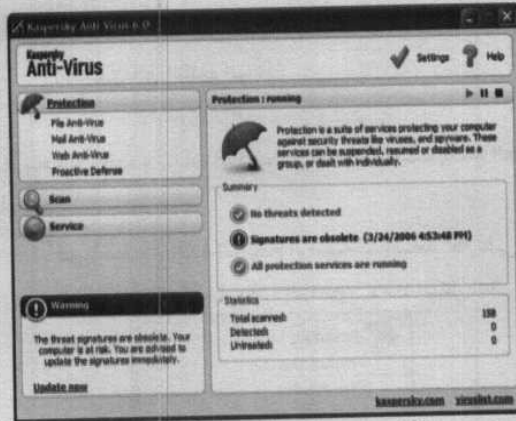 Kaspersky Anti-Virus 6.0
Kaspersky
Anti-Virus
Settings
Help
Protection
File Anti-Virus
Mail Anti-Virus
Web Anti-Virus
Proactive Defense
Scan
Service
Warning
The threat signatures are obsolete. Your
computer is at risk. You are advised to
update the signatures immediately.
Update now
Protection : running
Protection is a suite of services protecting your computer
against security threats like viruses, and spyware. These
services can be suspended, resumed or disabled as a
group, or dealt with individually.
Summary
No threats detected
Signatures are obsolete (3/24/2006 4:53:48 PM)
All protection services are running
Statistics
Total scanned: 158
Detected: 0
Untreated: 0
kaspersky.com viruslist.com